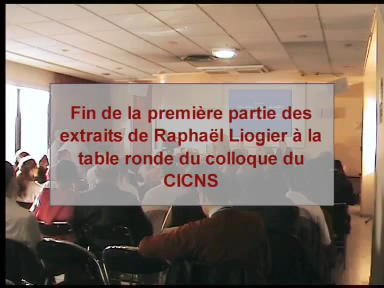 Fin de la première partie des
extraits de Raphaël Liogier à la
table ronde du colloque du
CICNS